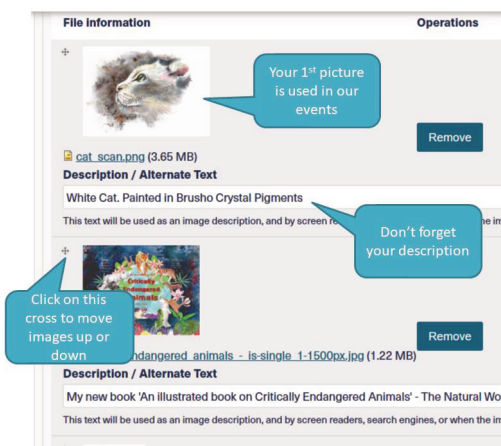 File information Operations
Your 1st picture
is used in our
events
Remove
cat_scan.png (3.65 MB)
Description / Alternate Text
White Cat. Painted in Brusho Crystal Pigments
This text will be used as an image description, and by screen
Don't forget
your description
Critically
Endangered
Animals
Click on this
cross to move
images up or
down
Remove
ndangered_animals_-_is-single_1-1500px.jpg (1.22 MB)
Description / Alternate Text
My new book 'An illustrated book on Critically Endangered Animals' - The Natural Wo
This text will be used as an image description, and by screen readers, search engines, or when the im